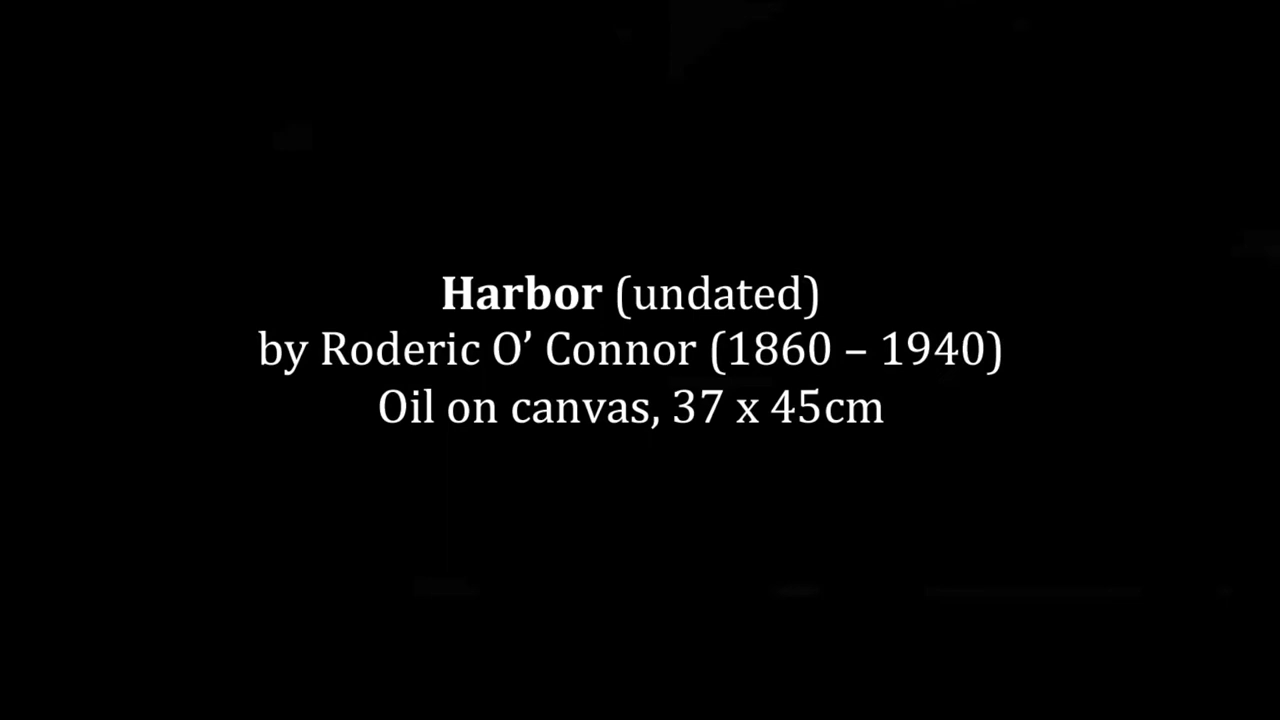 Harbor (undated)
by Roderic O’ Connor (1860 – 1940)
Oil on canvas, 37 x 45cm